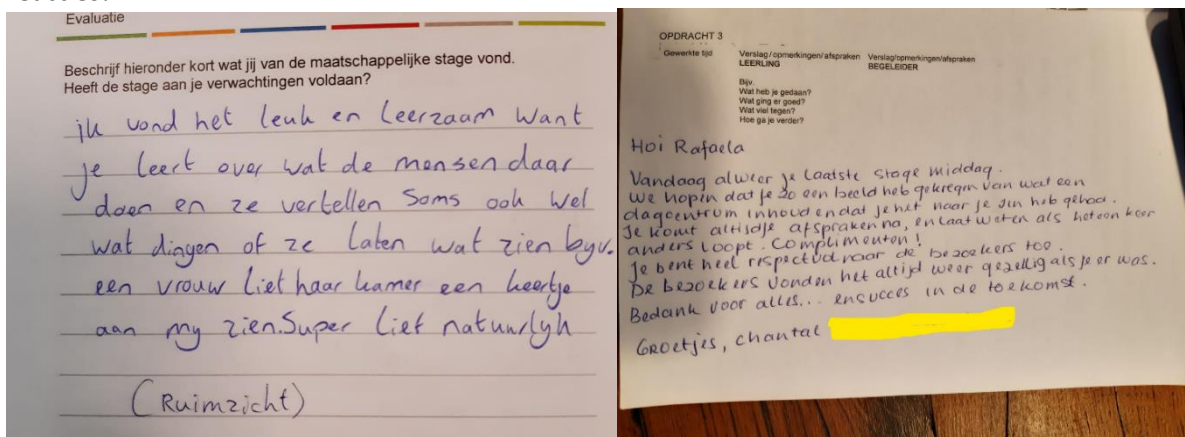 Evaluatie
Beschrijf hieronder kort wat jij van de maatschappelijke stage vond.
Heeft de stage aan je verwachtingen voldaan?
ik vond het leuk en leerzaam want
je leert over wat de mensen daar
doen en ze vertellen soms ook wel
wat dingen of ze laten wat zien bijv.
een vrouw liet haar kamer een keertje
aan mij zien. Super lief natuurlijk
(Ruimzicht)
OPDRACHT 3
Gewerkte tijd Verslag/opmerkingen/afspraken Verslag/opmerkingen/afspraken
LEERLING BEGELEIDER
Bijv.
Wat heb je gedaan?
Wat ging er goed?
Wat viel tegen?
Hoe ga je verder?
Hoi Rafaela
Vandaag alweer je laatste stage middag.
We hopen dat je zo een beeld heb gekregen van wat een
dagcentrum inhoud en dat je het naar je zin heb gehad.
Je komt altijd je afspraken na, en laat weten als het een keer
anders loopt. Complimenten!
Je bent heel respectvol naar de bezoekers toe.
De bezoekers vonden het altijd weer gezellig als je er was.
Bedank voor alles... en succes in de toekomst.
Groetjes, chantal